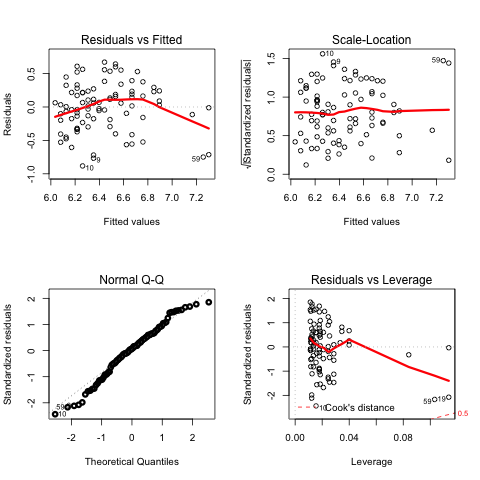 Residuals vs Fitted
Residuals
-1.0 0.0 0.5
10
9
59
6.0 6.2 6.4 6.6 6.8 7.0 7.2
Fitted values
Scale-Location
√|Standardized residuals|
0.0 0.5 1.0 1.5
10
9
59
6.0 6.2 6.4 6.6 6.8 7.0 7.2
Fitted values
Normal Q-Q
Standardized residuals
-2 -1 0 1 2
59
10
-2 -1 0 1 2
Theoretical Quantiles
Residuals vs Leverage
Standardized residuals
-2 -1 0 1 2
59
19
10
Cook's distance
0.5
0.00 0.04 0.08
Leverage